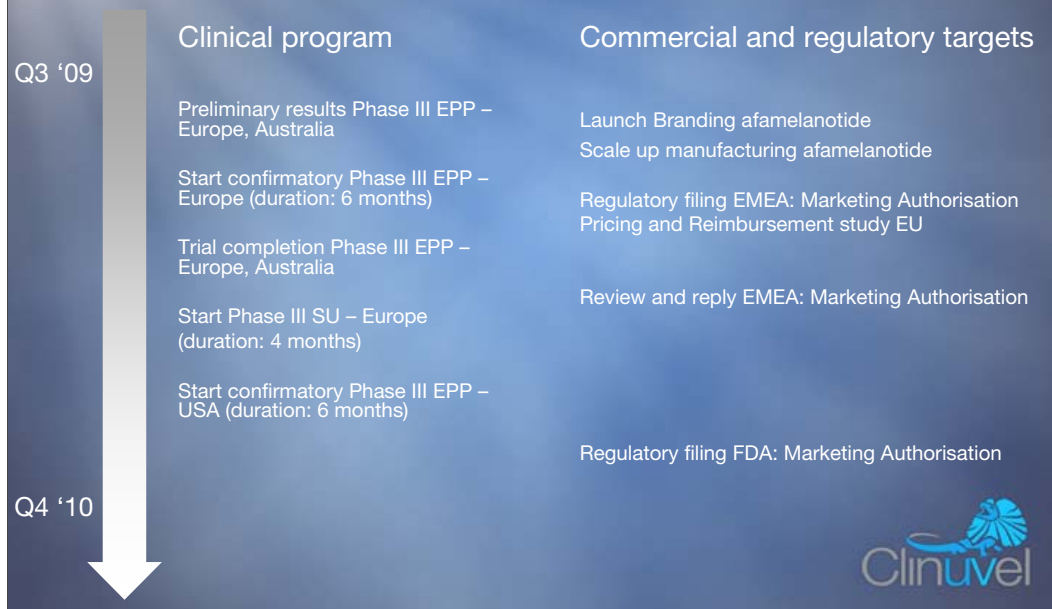 Clinical program
Commercial and regulatory targets
Q3 ‘09
Preliminary results Phase III EPP –
Europe, Australia
Start confirmatory Phase III EPP –
Europe (duration: 6 months)
Trial completion Phase III EPP –
Europe, Australia
Start Phase III SU – Europe
(duration: 4 months)
Start confirmatory Phase III EPP –
USA (duration: 6 months)
Launch Branding afamelanotide
Scale up manufacturing afamelanotide
Regulatory filing EMEA: Marketing Authorisation
Pricing and Reimbursement study EU
Review and reply EMEA: Marketing Authorisation
Regulatory filing FDA: Marketing Authorisation
Q4 ‘10
Clinuvel